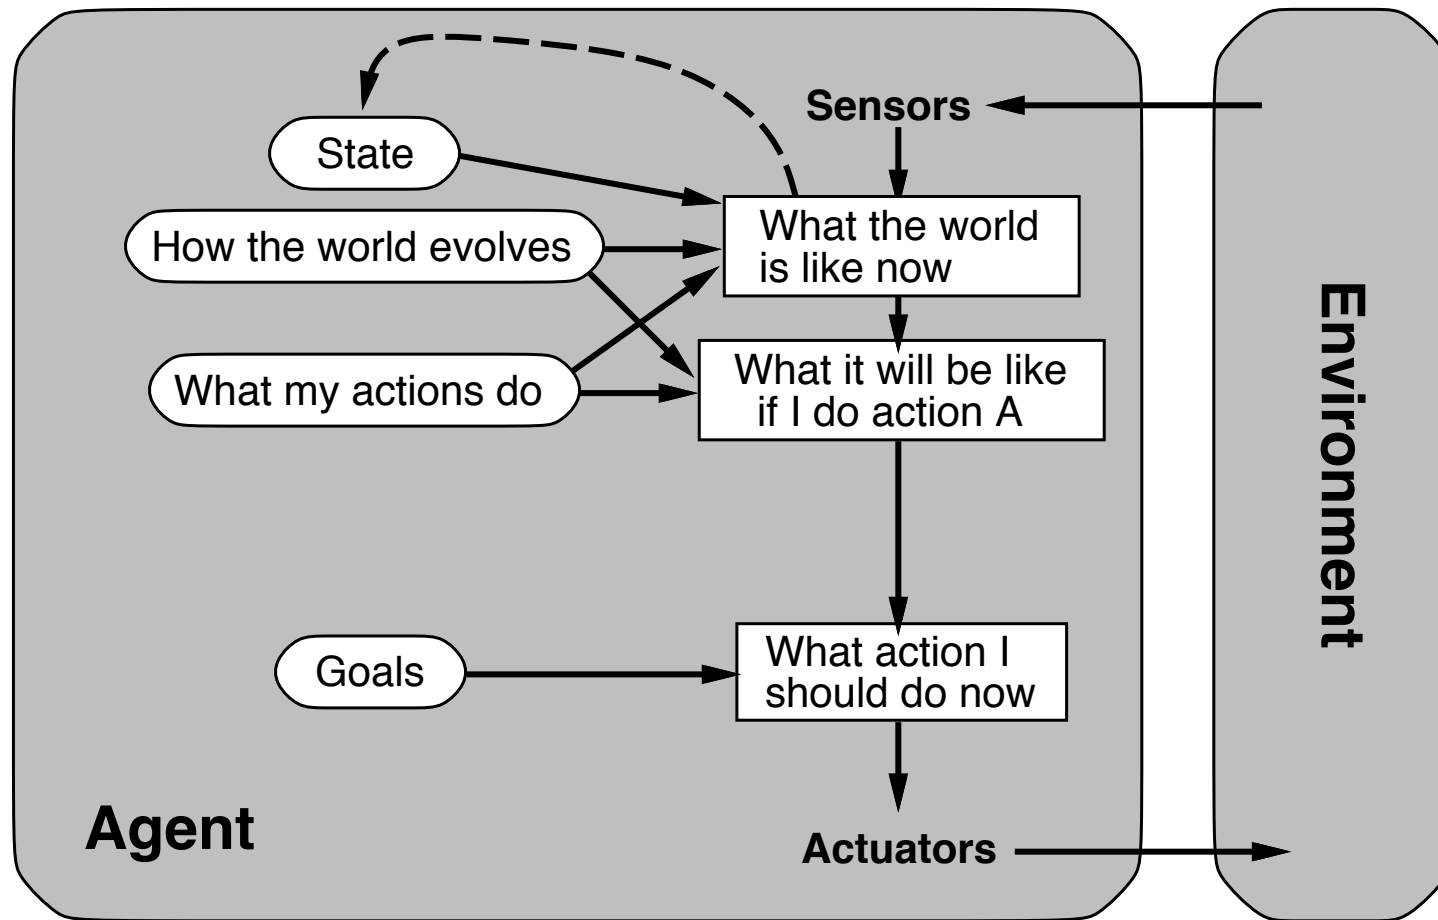 Sensors
State
What the world
is like now
How the world evolves
What it will be like
if I do action A
What my actions do
Goals
What action I
should do now
Agent
Actuators
Environment